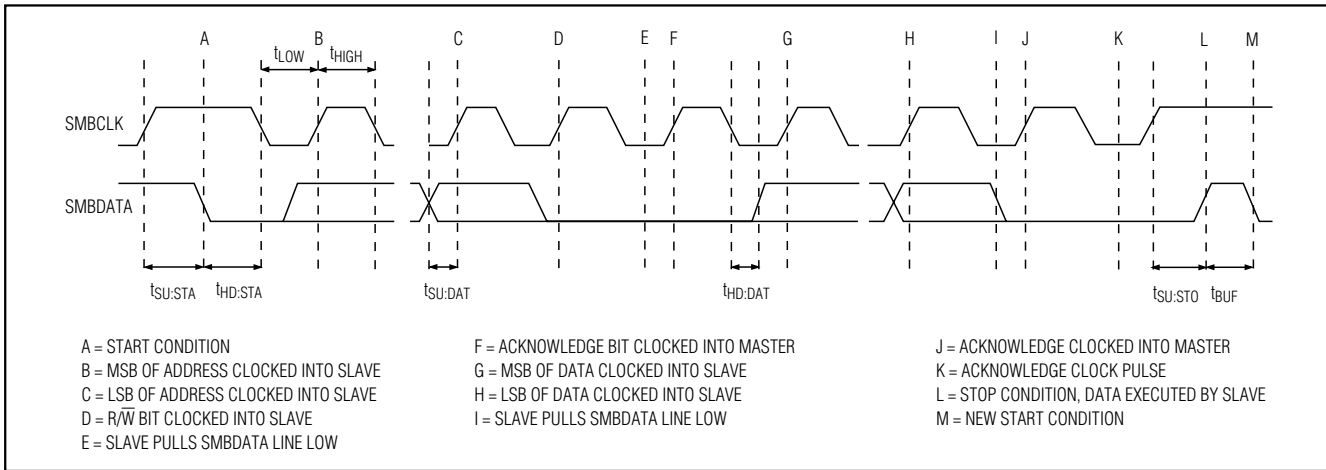 A B C D E F G H I J K L M
tLOW tHIGH
SMBCLK
SMBDATA
tSU:STA tHD:STA tSU:DAT tHD:DAT tSU:STO tBUF
A = START CONDITION
B = MSB OF ADDRESS CLOCKED INTO SLAVE
C = LSB OF ADDRESS CLOCKED INTO SLAVE
D = R/W̅ BIT CLOCKED INTO SLAVE
E = SLAVE PULLS SMBDATA LINE LOW
F = ACKNOWLEDGE BIT CLOCKED INTO MASTER
G = MSB OF DATA CLOCKED INTO SLAVE
H = LSB OF DATA CLOCKED INTO SLAVE
I = SLAVE PULLS SMBDATA LINE LOW
J = ACKNOWLEDGE CLOCKED INTO MASTER
K = ACKNOWLEDGE CLOCK PULSE
L = STOP CONDITION, DATA EXECUTED BY SLAVE
M = NEW START CONDITION